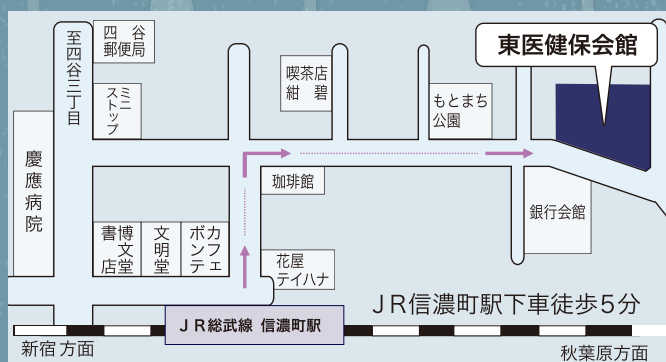 至四谷三丁目
四谷
郵便局
ミニ
ストップ
慶應病院
喫茶店
紺碧
もとまち
公園
東医健保会館
珈琲館
銀行会館
博文堂
書店
文明堂
カフェ
ボンテ
花屋
テイハナ
JR信濃町駅下車徒歩5分
JR総武線 信濃町駅
新宿方面
秋葉原方面